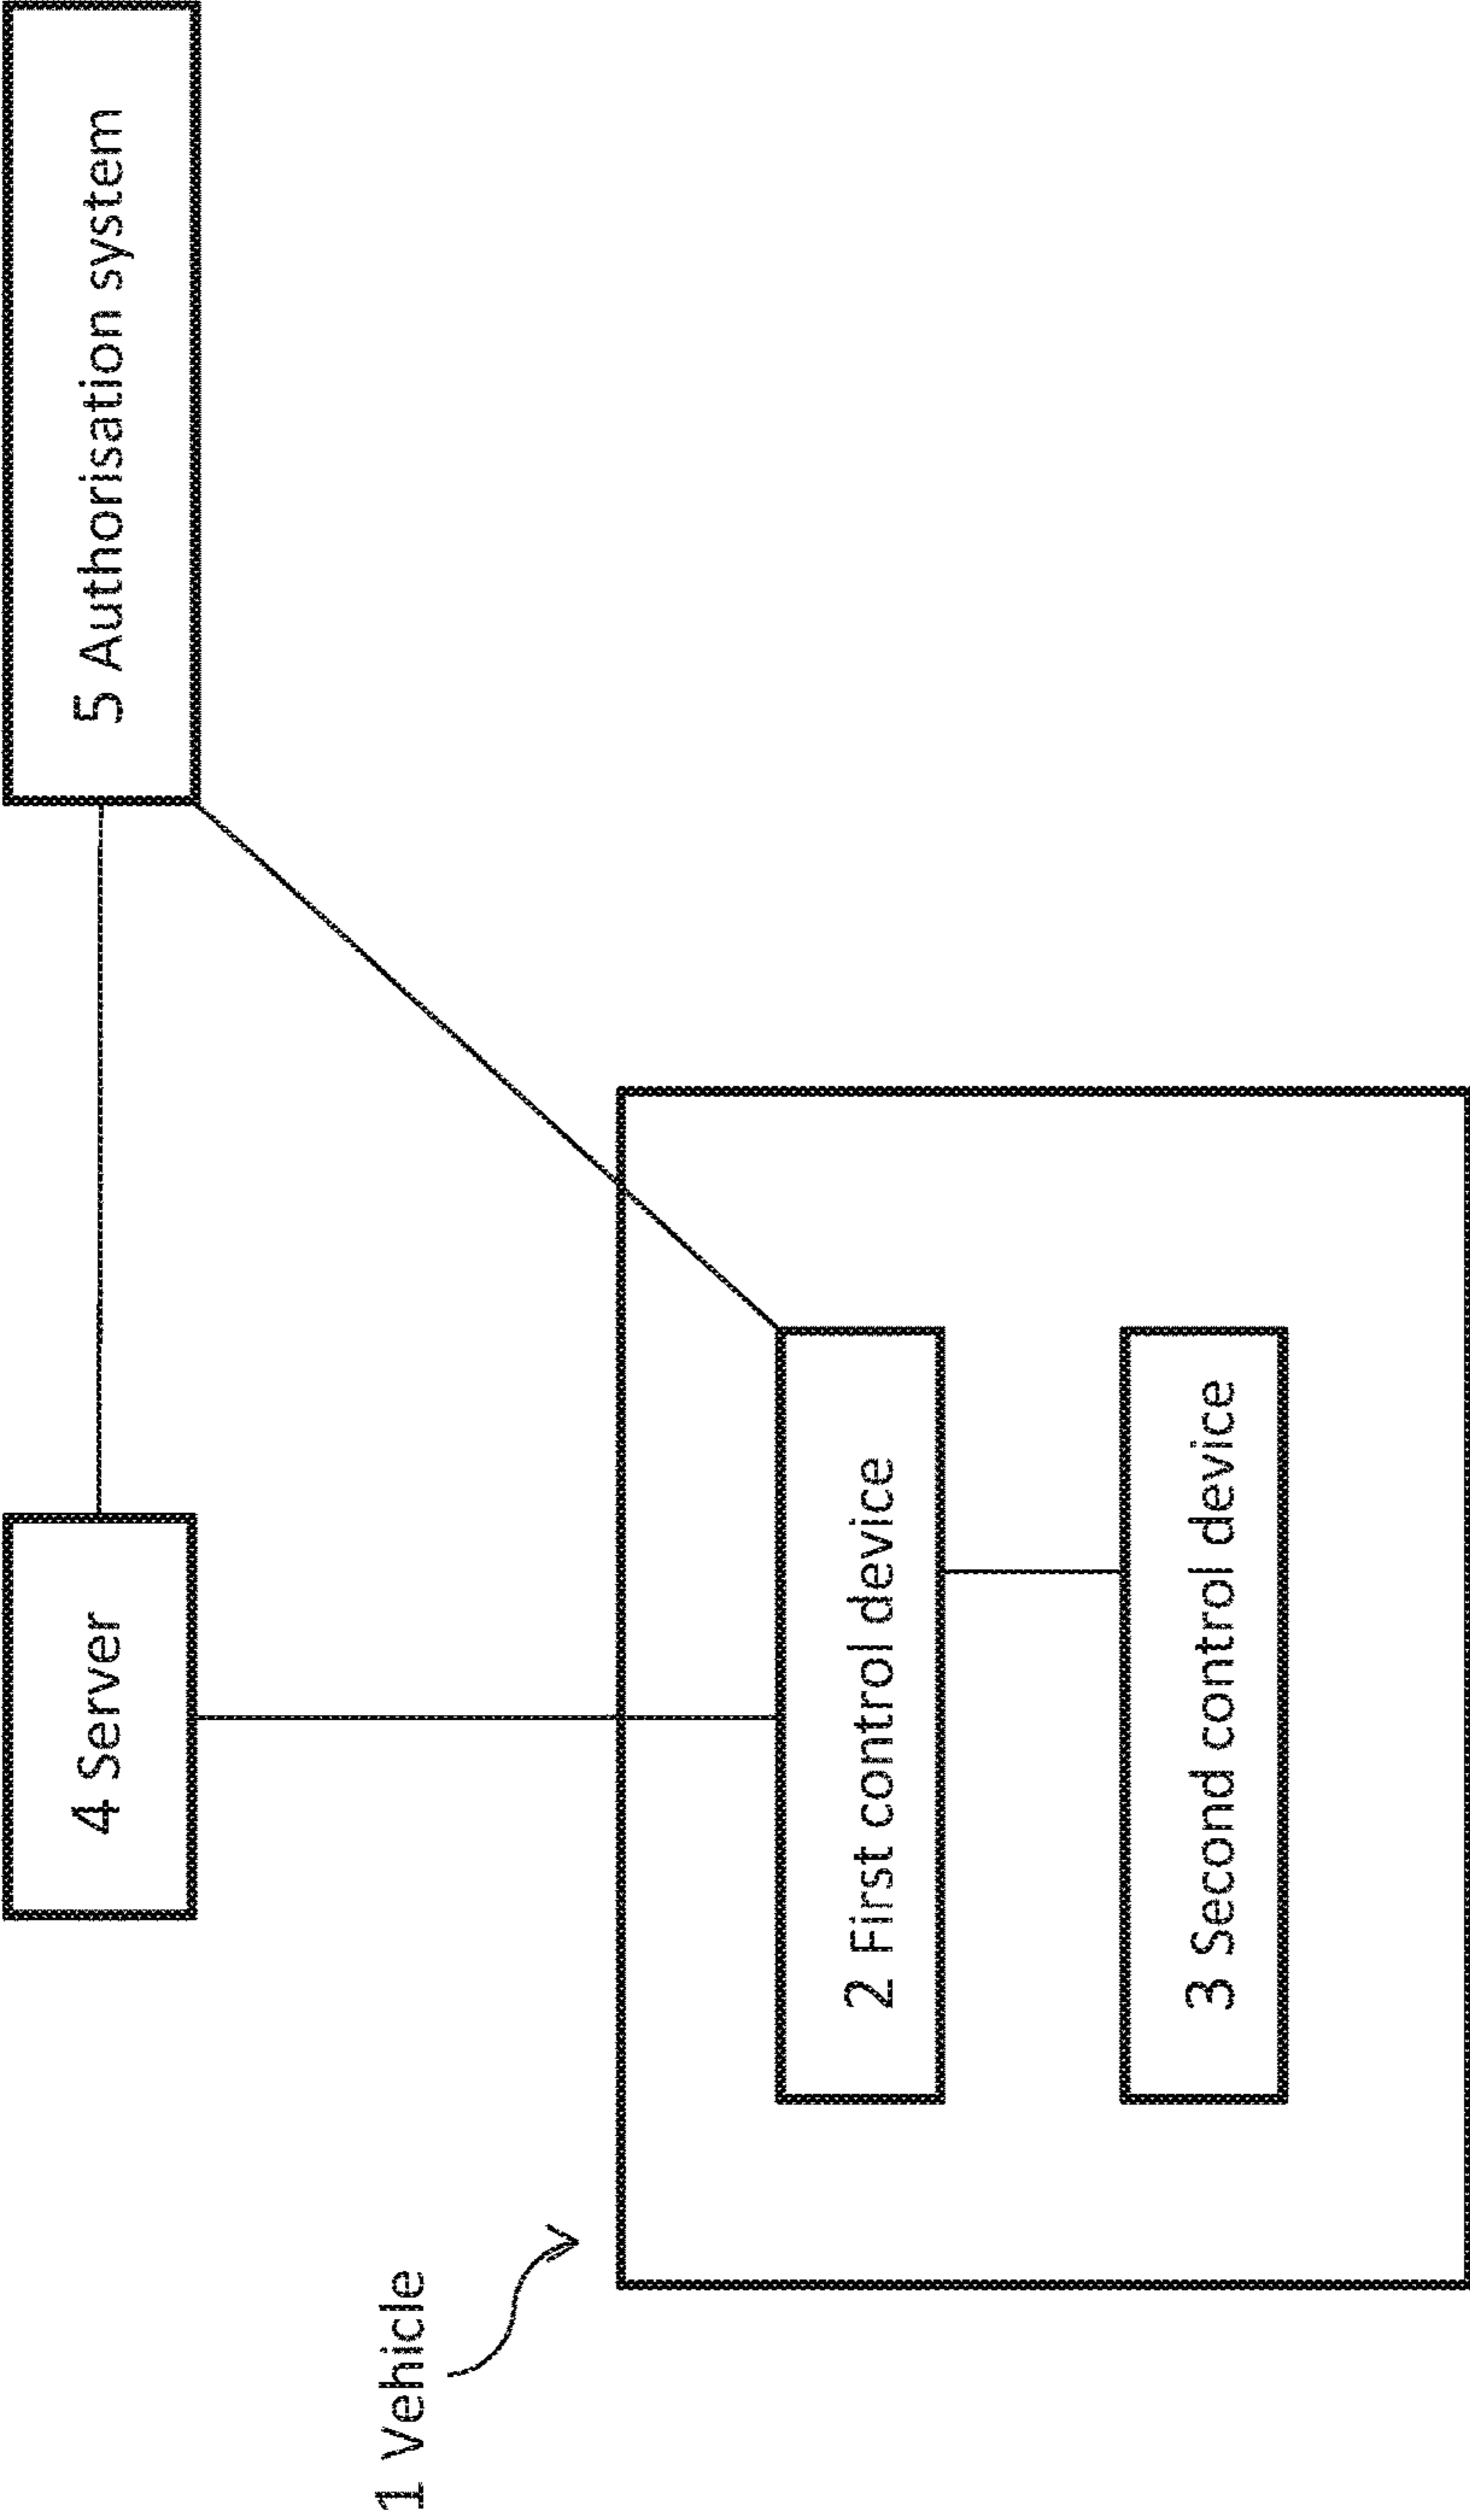 4 Server
5 Authorisation system
1 Vehicle
2 First control device
3 Second control device